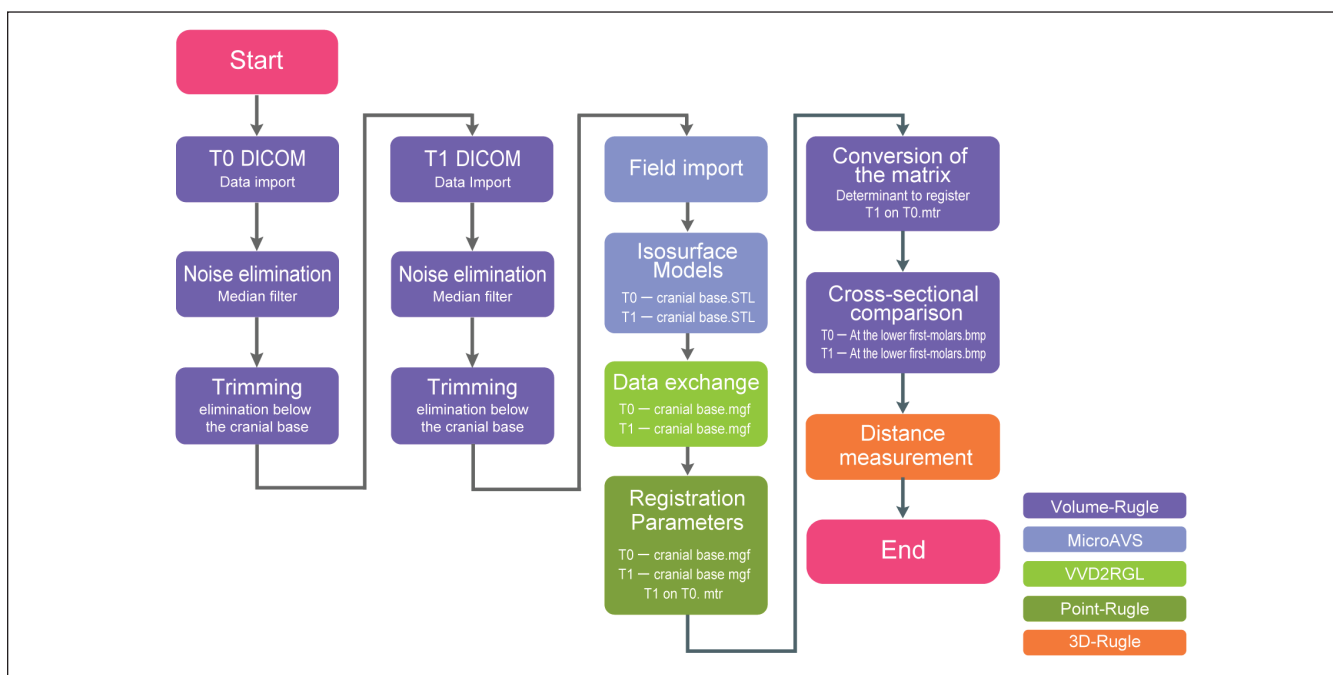 Start
T0 DICOM
Data import
Noise elimination
Median filter
Trimming
elimination below
the cranial base
T1 DICOM
Data Import
Noise elimination
Median filter
Trimming
elimination below
the cranial base
Field import
Isosurface
Models
T0 — cranial base.STL
T1 — cranial base.STL
Data exchange
T0 — cranial base.mgf
T1 — cranial base.mgf
Registration
Parameters
T0 — cranial base.mgf
T1 — cranial base mgf
T1 on T0. mtr
Conversion of
the matrix
Determinant to register
T1 on T0.mtr
Cross-sectional
comparison
T0 — At the lower first-molars.bmp
T1 — At the lower first-molars.bmp
Distance
measurement
End
Volume-Rugle
MicroAVS
VVD2RGL
Point-Rugle
3D-Rugle